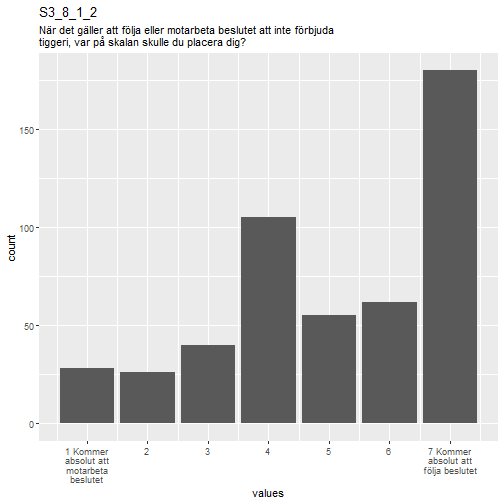 S3_8_1_2
När det gäller att följa eller motarbeta beslutet att inte förbjuda
tiggeri, var på skalan skulle du placera dig?
150
100
50
0
count
1 Kommer
absolut att
motarbeta
beslutet
2
3
4
5
6
7 Kommer
absolut att
följa beslutet
values